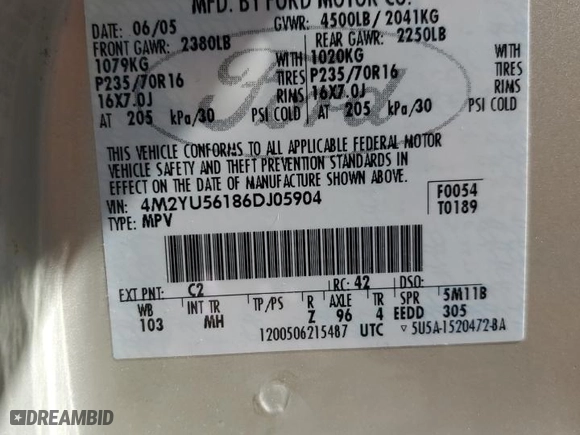 MFD. BY FORD MOTOR CO.
DATE: 06/05 GVWR: 4500LB/ 2041KG
FRONT GAWR: 2380LB REAR GAWR: 2250LB
1079KG WITH 1020KG WITH
P235/70R16 TIRES P235/70R16 TIRES
16X7.0J RIMS 16X7.0J RIMS
AT 205 kPa/30 PSI COLD AT 205 kPa/30 PSI COLD
Ford
THIS VEHICLE CONFORMS TO ALL APPLICABLE FEDERAL MOTOR
VEHICLE SAFETY AND THEFT PREVENTION STANDARDS IN
EFFECT ON THE DATE OF MANUFACTURE SHOWN ABOVE.
VIN: 4M2YU56186DJ05904 F0054
TYPE: MPV T0189
EXT PNT: C2 RC: 42 DSO:
WB INT TR TP/PS R AXLE TR SPR 5M11B
103 MH Z 96 4 EEDD 305
1200506215487 UTC ▽ 5U5A-1520472-BA
DREAMBID